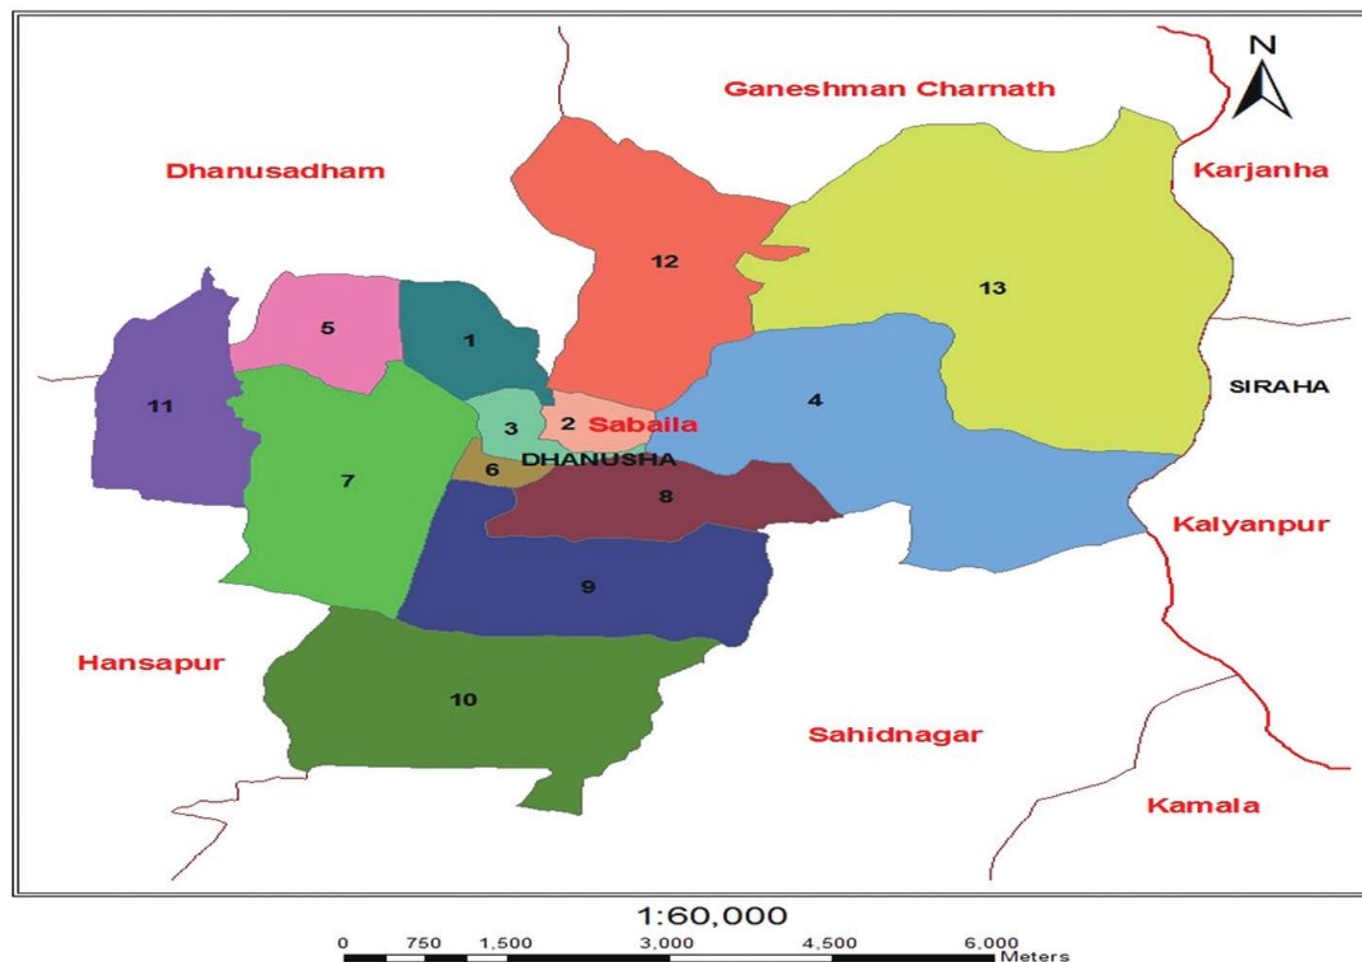 N
Ganeshman Charnath
Dhanusadham
Karjanha
12
13
5
1
SIRAHA
4
11
2
Sabaila
3
DHANUSHA
6
7
8
Kalyanpur
9
Hansapur
10
Sahidnagar
Kamala
1:60,000
0 750 1,500 3,000 4,500 6,000
Meters